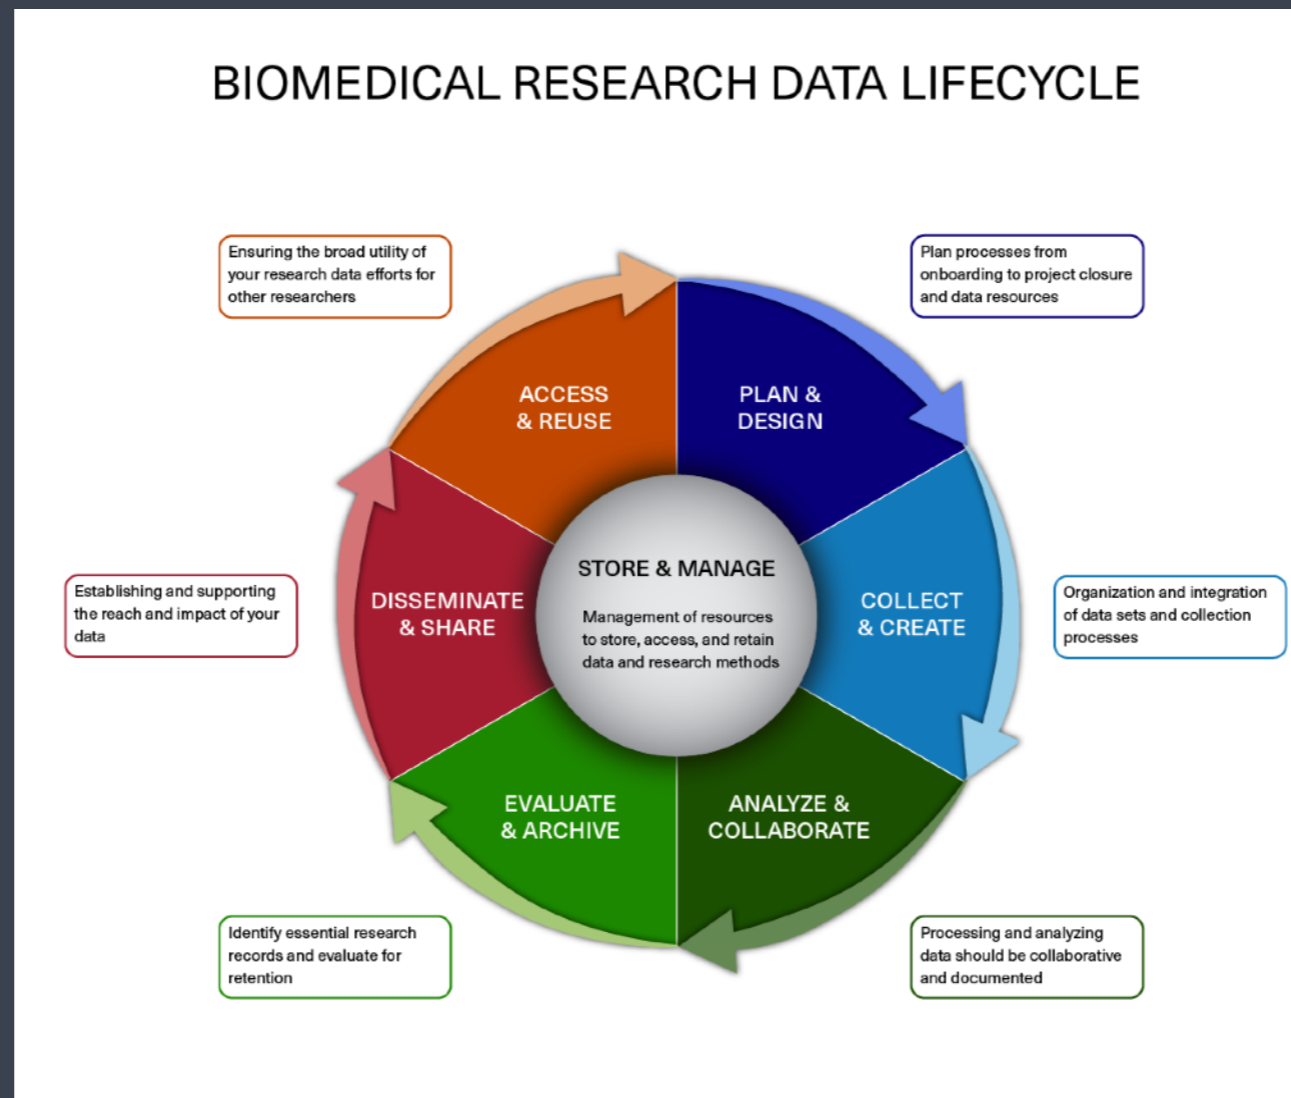 BIOMEDICAL RESEARCH DATA LIFECYCLE
Ensuring the broad utility of
your research data efforts for
other researchers
Plan processes from
onboarding to project closure
and data resources
ACCESS
& REUSE
PLAN &
DESIGN
STORE & MANAGE
Management of resources
to store, access, and retain
data and research methods
DISSEMINATE
& SHARE
COLLECT
& CREATE
Establishing and supporting
the reach and impact of your
data
Organization and integration
of data sets and collection
processes
EVALUATE
& ARCHIVE
ANALYZE &
COLLABORATE
Identify essential research
records and evaluate for
retention
Processing and analyzing
data should be collaborative
and documented